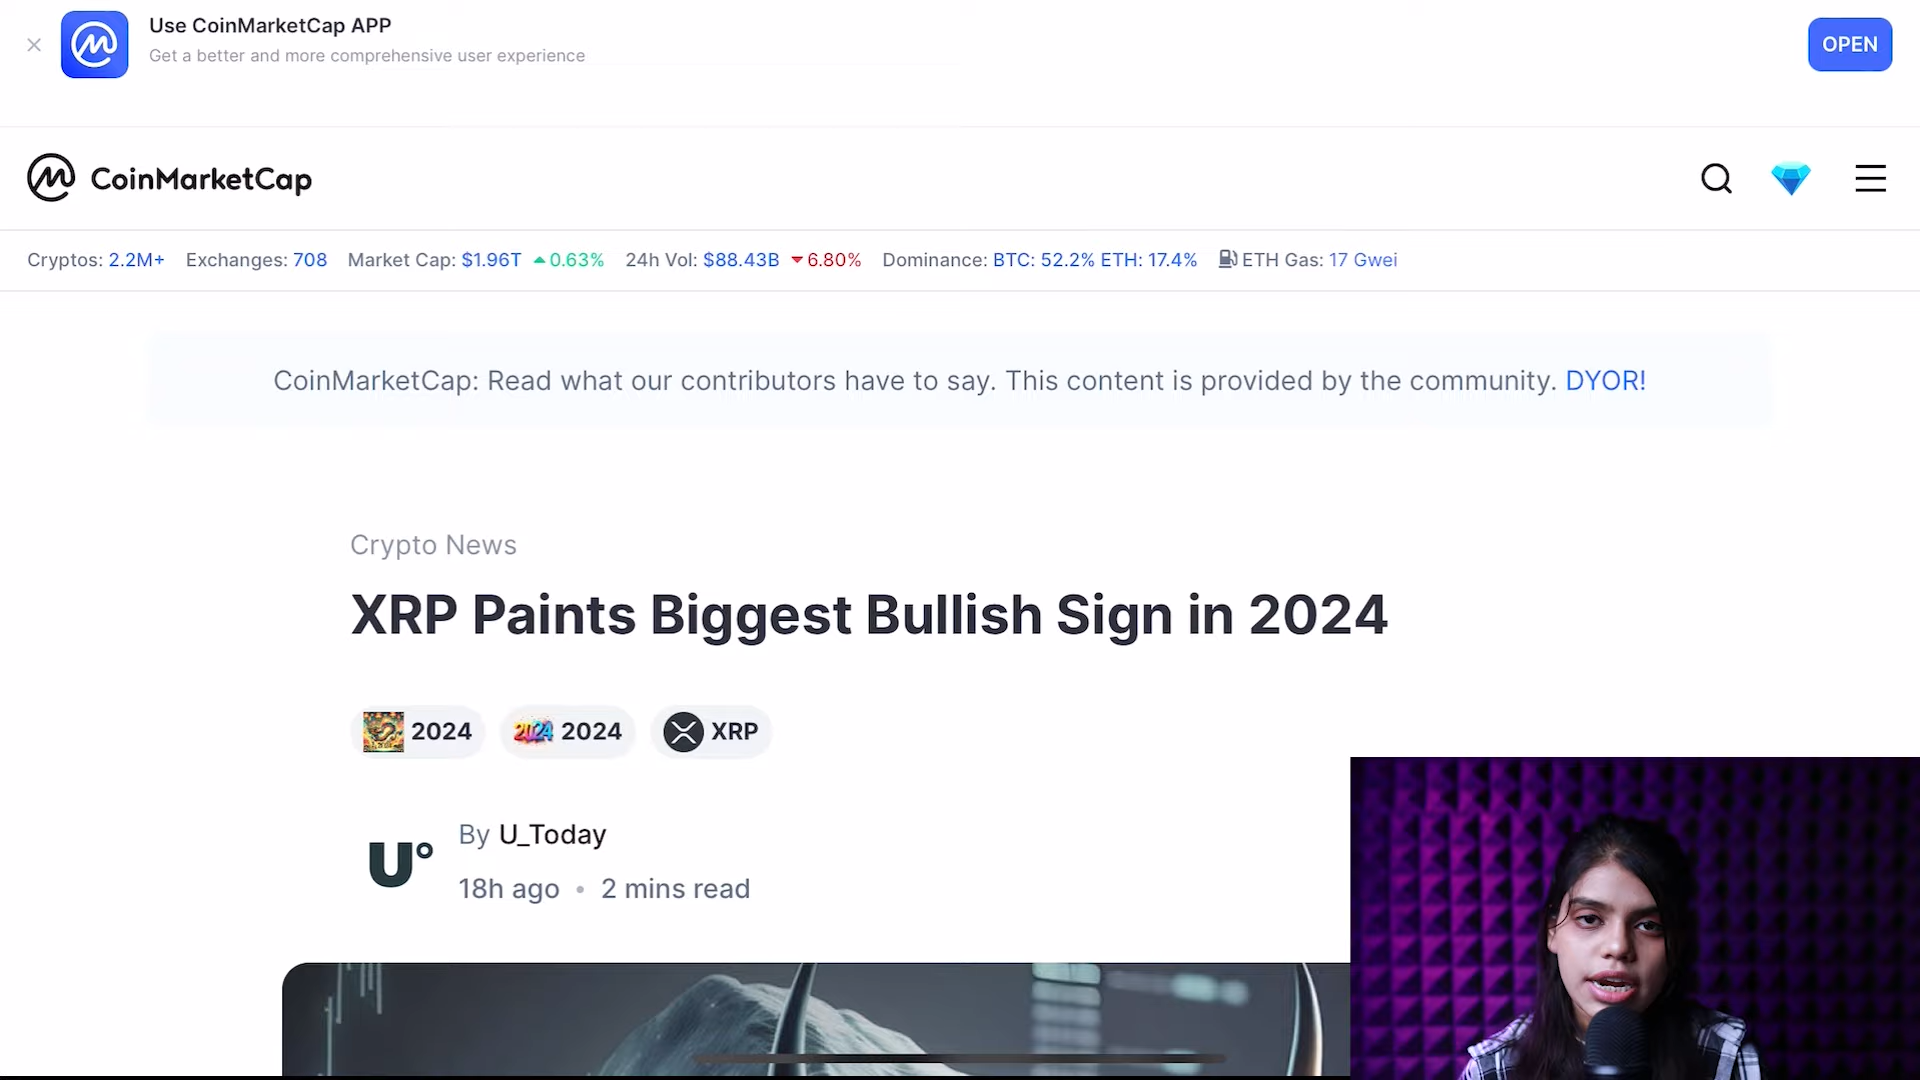 Use CoinMarketCap APP
Get a better and more comprehensive user experience
OPEN
CoinMarketCap
Cryptos: 2.2M+ Exchanges: 708 Market Cap: $1.96T 0.63% 24h Vol: $88.43B 6.80% Dominance: BTC: 52.2% ETH: 17.4% ETH Gas: 17 Gwei
CoinMarketCap: Read what our contributors have to say. This content is provided by the community. DYOR!
Crypto News
XRP Paints Biggest Bullish Sign in 2024
2024 2024 2024 XRP
U°
By U_Today
18h ago • 2 mins read